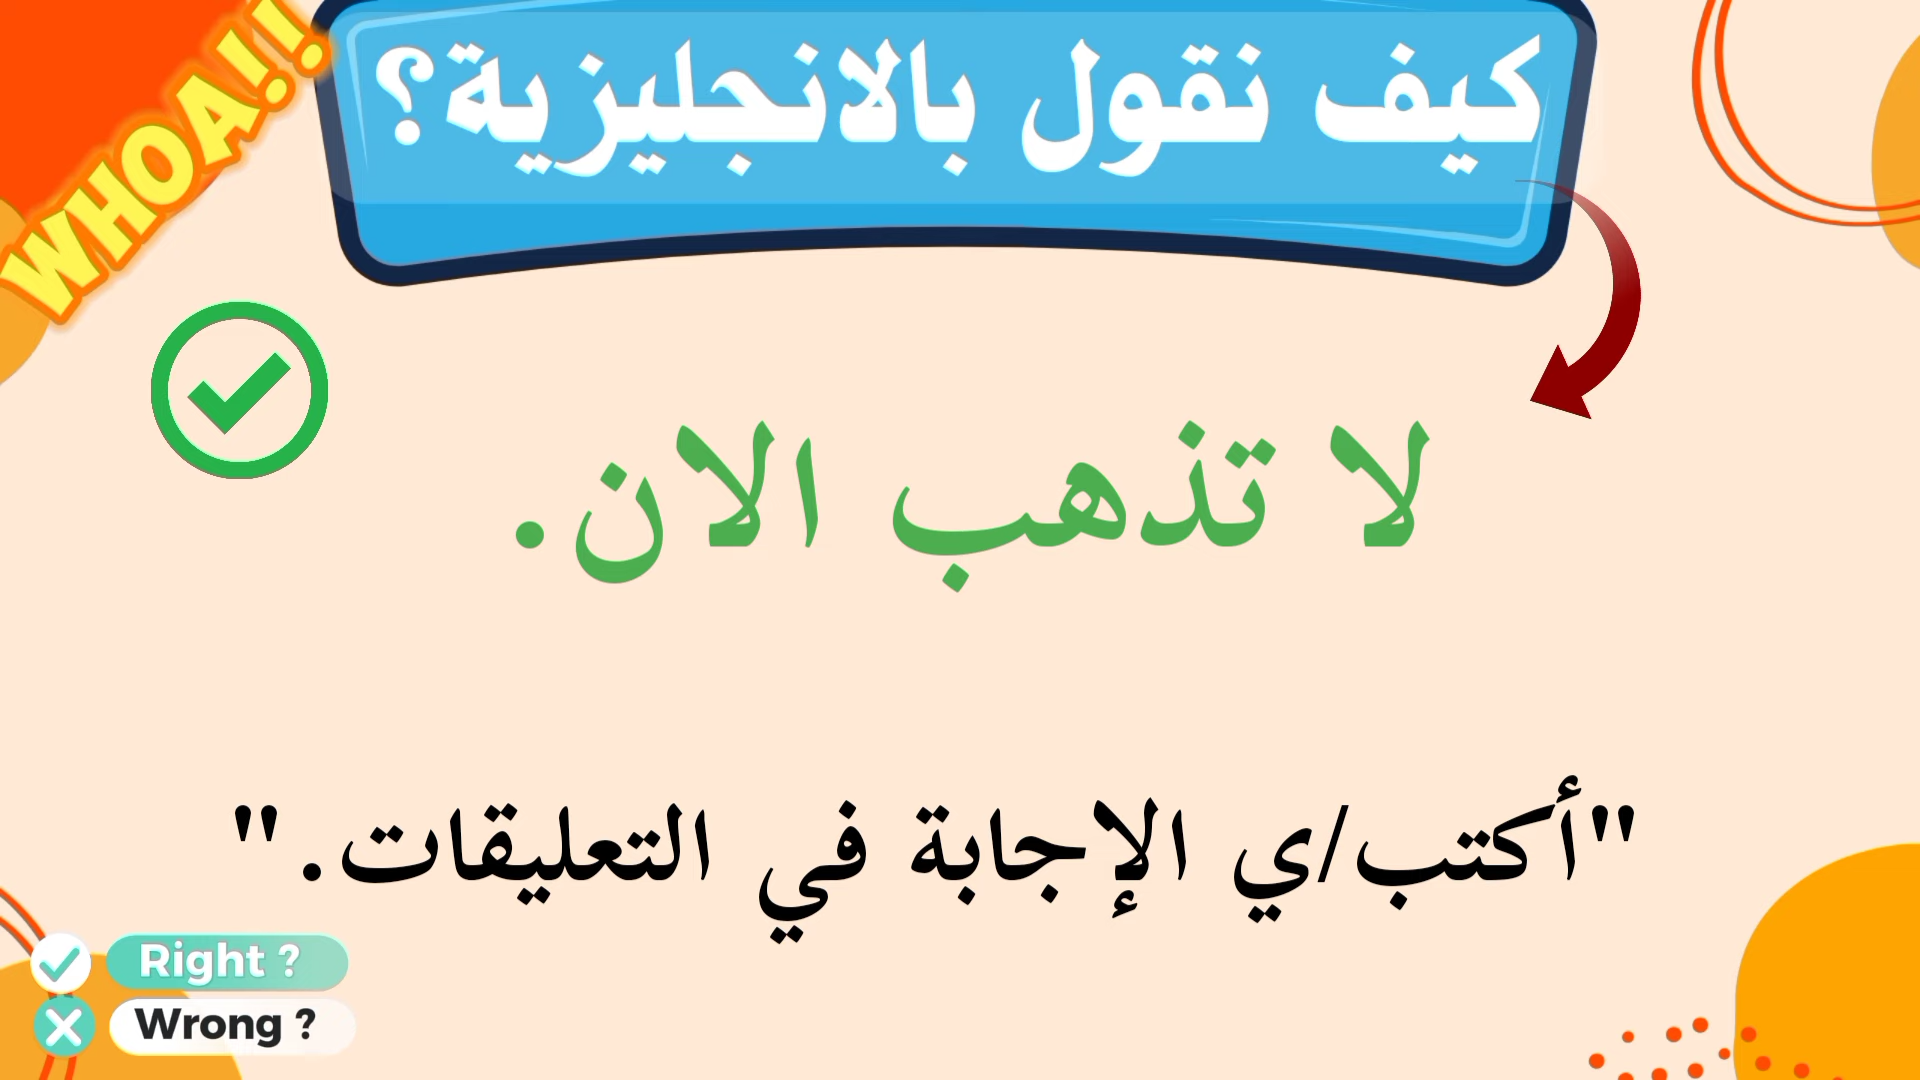 WHOA!!
كيف نقول بالانجليزية؟
لا تذهب الان.
"أكتب/ي الإجابة في التعليقات."
Right ?
Wrong ?